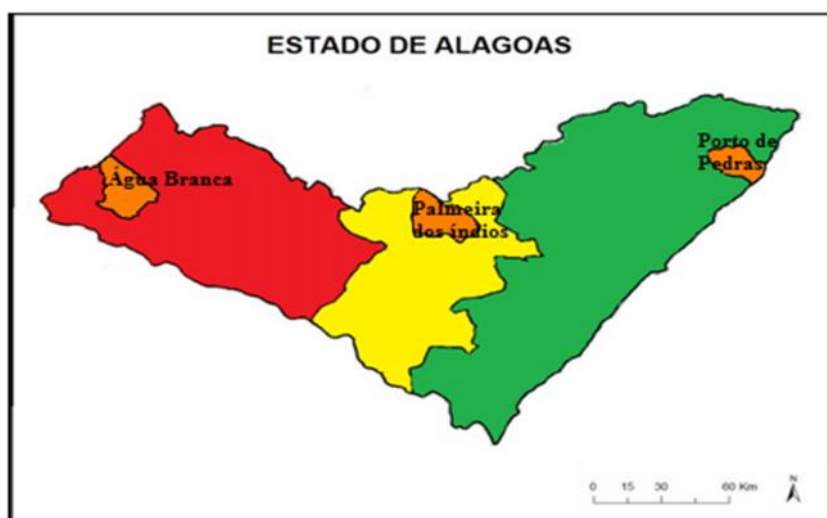 ESTADO DE ALAGOAS
Porto de
Pedras
Água Branca
Palmeira
dos índios
0 15 30 60 Km
N